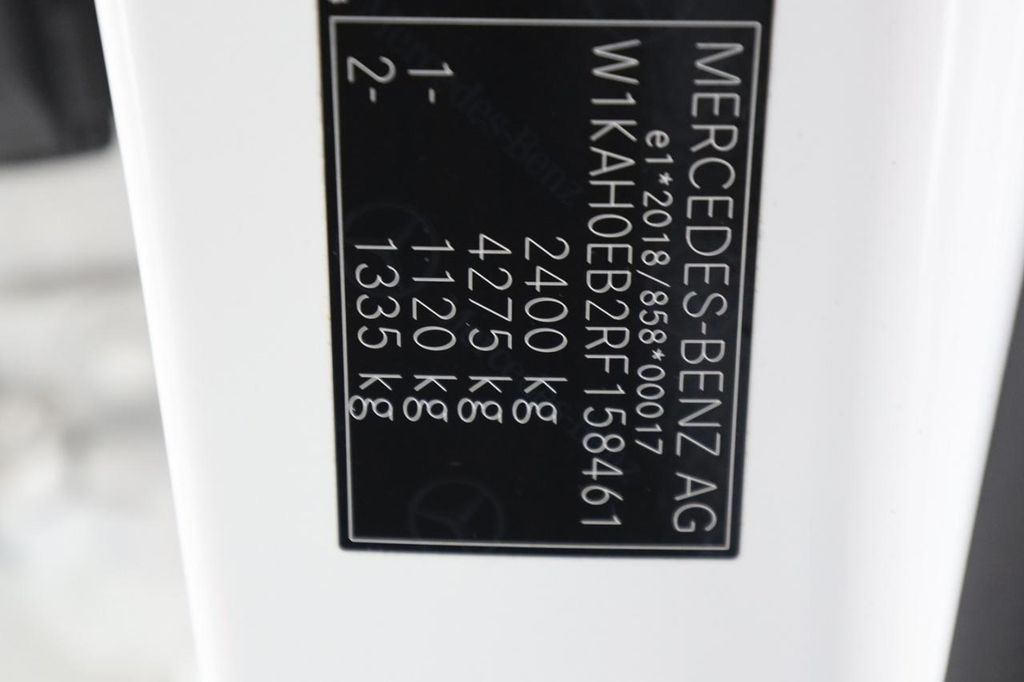 MERCEDES-BENZ AG
e1*2018/858*00017
W1KAH0EB2RF158461
2400 kg
4275 kg
1- 1120 kg
2- 1335 kg